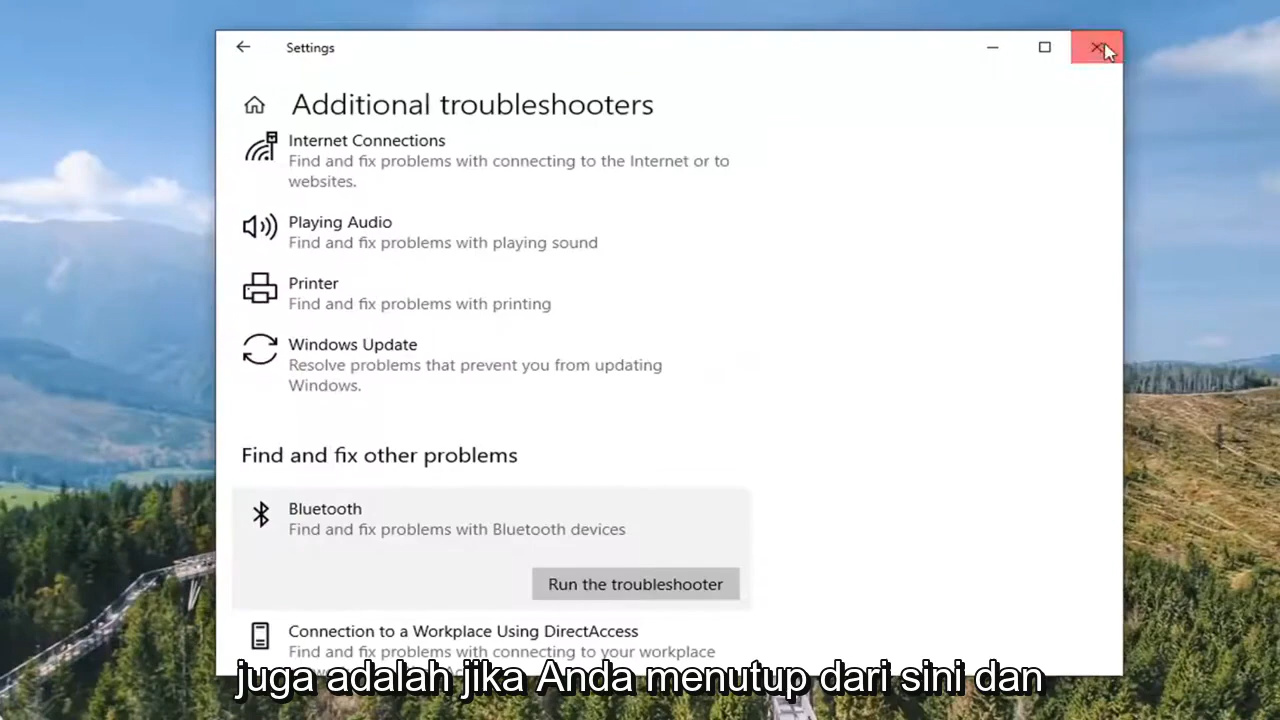 Settings
Additional troubleshooters
Internet Connections
Find and fix problems with connecting to the Internet or to
websites.
Playing Audio
Find and fix problems with playing sound
Printer
Find and fix problems with printing
Windows Update
Resolve problems that prevent you from updating
Windows.
Find and fix other problems
Bluetooth
Find and fix problems with Bluetooth devices
Run the troubleshooter
Connection to a Workplace Using DirectAccess
Find and fix problems with connecting to your workplace
juga adalah jika Anda menutup dari sini dan